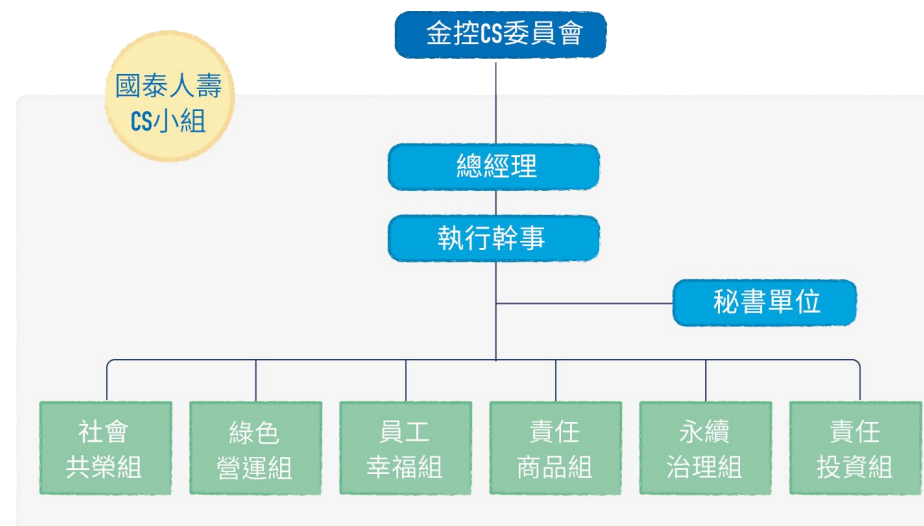 金控CS委員會
國泰人壽
CS小組
總經理
執行幹事
秘書單位
社會
共榮組
綠色
營運組
員工
幸福組
責任
商品組
永續
治理組
責任
投資組